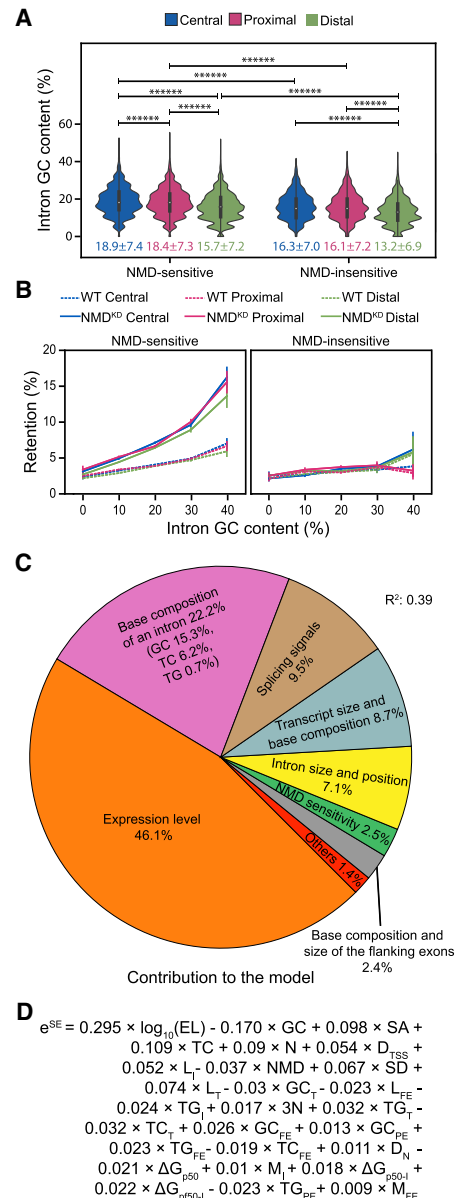 A
Central Proximal Distal
Intron GC content (%)
60
40
20
0
******
******
****** ******
****** ******
****** ******
18.9±7.4 18.4±7.3 15.7±7.2 16.3±7.0 16.1±7.2 13.2±6.9
NMD-sensitive NMD-insensitive
B
WT Central WT Proximal WT Distal
NMDᴷᴰ Central NMDᴷᴰ Proximal NMDᴷᴰ Distal
NMD-sensitive NMD-insensitive
Retention (%)
20
15
10
5
0
0 10 20 30 40 0 10 20 30 40
Intron GC content (%)
C
R²: 0.39
Base composition
of an intron 22.2%
(GC 15.3%,
TC 6.2%,
TG 0.7%)
Splicing signals
9.5%
Transcript size and
base composition 8.7%
Intron size and position
7.1%
NMD sensitivity 2.5%
Others 1.4%
Expression level
46.1%
Base composition and
size of the flanking exons
2.4%
Contribution to the model
D
e^SE = 0.295 × log₁₀(EL) - 0.170 × GC + 0.098 × SA +
0.109 × TC + 0.09 × N + 0.054 × D_TSS +
0.052 × L_I - 0.037 × NMD + 0.067 × SD +
0.074 × L_T - 0.03 × GC_T - 0.023 × L_FE -
0.024 × TG_I + 0.017 × 3N + 0.032 × TG_T -
0.032 × TC_T + 0.026 × GC_FE + 0.013 × GC_PE +
0.023 × TG_FE - 0.019 × TC_FE + 0.011 × D_N -
0.021 × ΔG_p50 + 0.01 × M_I + 0.018 × ΔG_p50-I +
0.022 × ΔG_pf50-I - 0.023 × TG_PE + 0.009 × M_FE